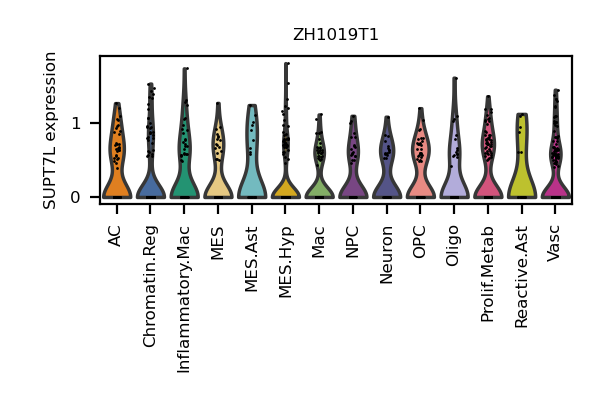 ZH1019T1
SUPT7L expression
1
0
AC
Chromatin.Reg
Inflammatory.Mac
MES
MES.Ast
MES.Hyp
Mac
NPC
Neuron
OPC
Oligo
Prolif.Metab
Reactive.Ast
Vasc